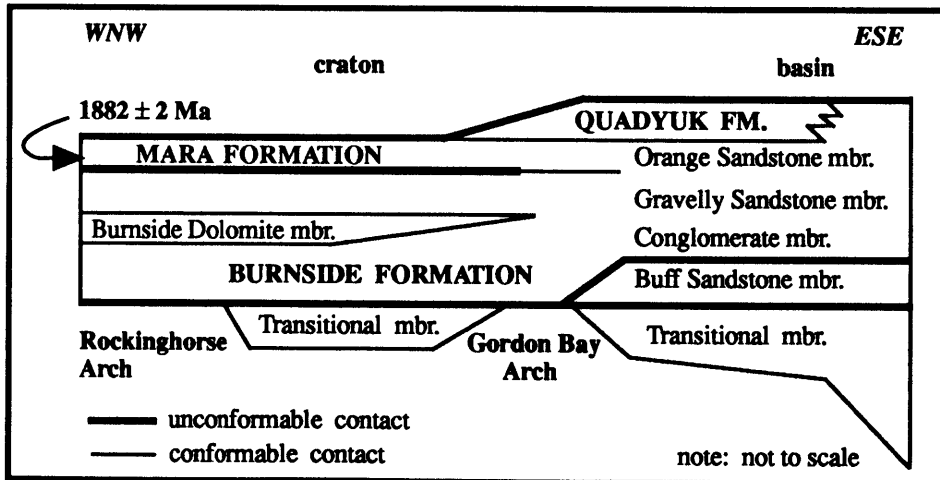 WNW
ESE
craton
basin
1882 ± 2 Ma
QUADYUK FM.
MARA FORMATION
Orange Sandstone mbr.
Gravelly Sandstone mbr.
Burnside Dolomite mbr.
Conglomerate mbr.
BURNSIDE FORMATION
Buff Sandstone mbr.
Transitional mbr.
Transitional mbr.
Rockinghorse
Arch
Gordon Bay
Arch
unconformable contact
conformable contact
note: not to scale